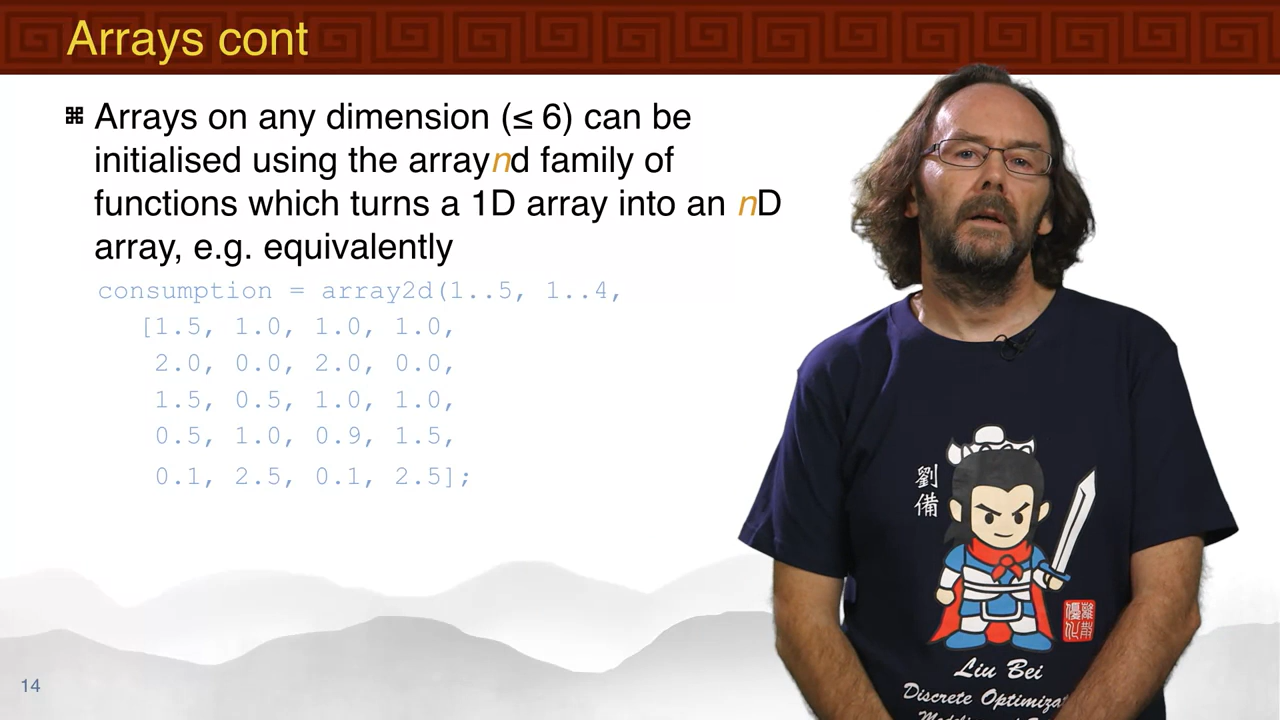 Arrays cont
⌘ Arrays on any dimension (≤ 6) can be
initialised using the arraynd family of
functions which turns a 1D array into an nD
array, e.g. equivalently
consumption = array2d(1..5, 1..4,
[1.5, 1.0, 1.0, 1.0,
2.0, 0.0, 2.0, 0.0,
1.5, 0.5, 1.0, 1.0,
0.5, 1.0, 0.9, 1.5,
0.1, 2.5, 0.1, 2.5];
劉備
Liu Bei
Discrete Optimizat
14